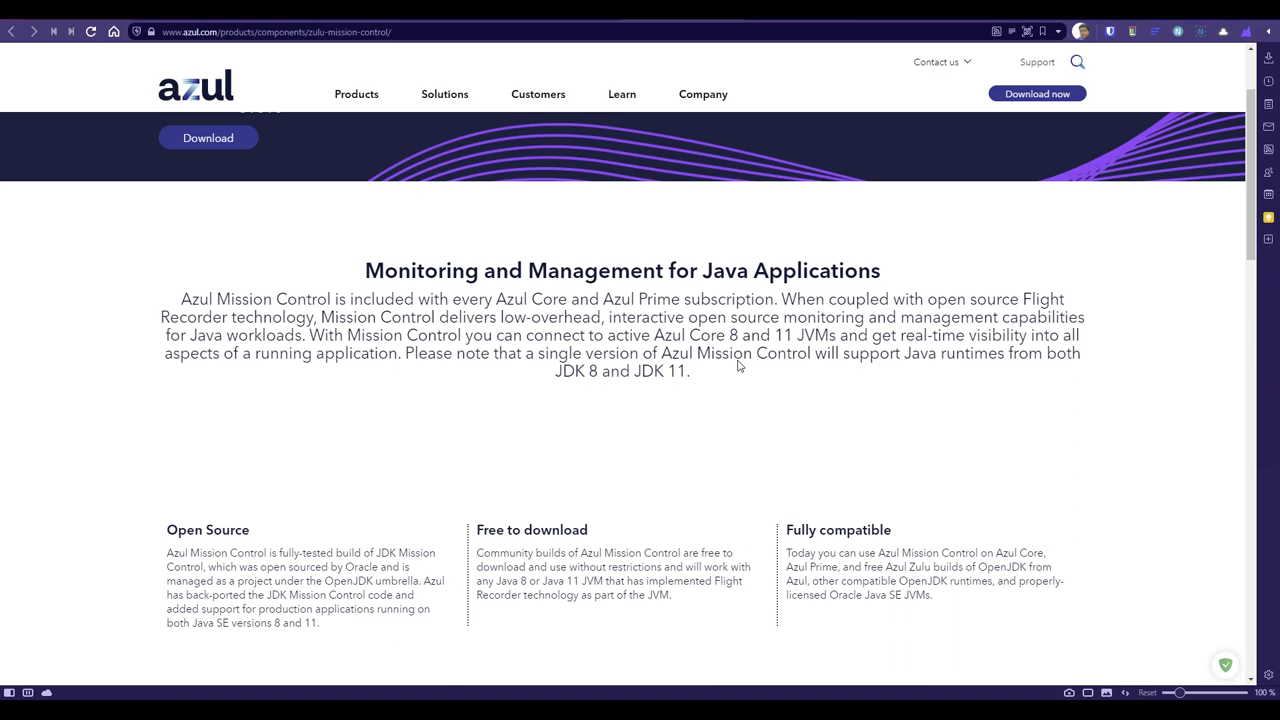 www.azul.com/products/components/zulu-mission-control/
Contact us
Support
azul
Products
Solutions
Customers
Learn
Company
Download now
Download
Monitoring and Management for Java Applications
Azul Mission Control is included with every Azul Core and Azul Prime subscription. When coupled with open source Flight
Recorder technology, Mission Control delivers low-overhead, interactive open source monitoring and management capabilities
for Java workloads. With Mission Control you can connect to active Azul Core 8 and 11 JVMs and get real-time visibility into all
aspects of a running application. Please note that a single version of Azul Mission Control will support Java runtimes from both
JDK 8 and JDK 11.
Open Source
Azul Mission Control is fully-tested build of JDK Mission
Control, which was open sourced by Oracle and is
managed as a project under the OpenJDK umbrella. Azul
has back-ported the JDK Mission Control code and
added support for production applications running on
both Java SE versions 8 and 11.
Free to download
Community builds of Azul Mission Control are free to
download and use without restrictions and will work with
any Java 8 or Java 11 JVM that has implemented Flight
Recorder technology as part of the JVM.
Fully compatible
Today you can use Azul Mission Control on Azul Core,
Azul Prime, and free Azul Zulu builds of OpenJDK from
Azul, other compatible OpenJDK runtimes, and properly-
licensed Oracle Java SE JVMs.
Reset
100 %